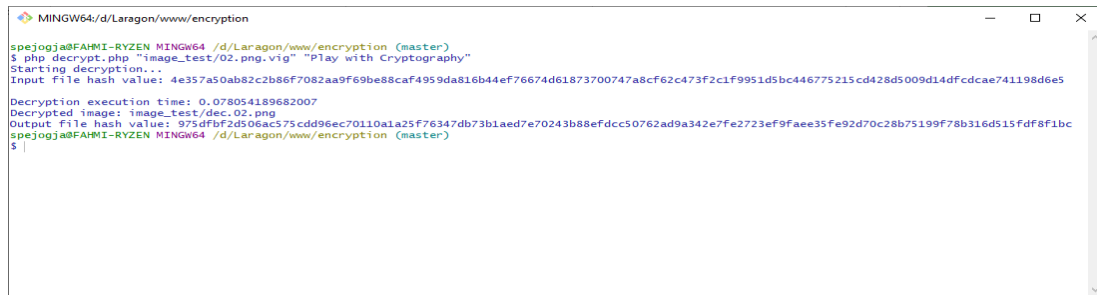 MINGW64:/d/Laragon/www/encryption
spejogja@FAHMI-RYZEN MINGW64 /d/Laragon/www/encryption (master)
$ php decrypt.php "image_test/02.png.vig" "Play with Cryptography"
Starting decryption...
Input file hash value: 4e357a50ab82c2b86f7082aa9f69be88caf4959da816b44ef76674d61873700747a8cf62c473f2c1f9951d5bc446775215cd428d5009d14dfcdcae741198d6e5
Decryption execution time: 0.078054189682007
Decrypted image: image_test/dec.02.png
Output file hash value: 975dfbf2d506ac575cdd96ec70110a1a25f76347db73b1aed7e70243b88efdcc50762ad9a342e7fe2723ef9faee35fe92d70c28b75199f78b316d515fdf8f1bc
spejogja@FAHMI-RYZEN MINGW64 /d/Laragon/www/encryption (master)
$